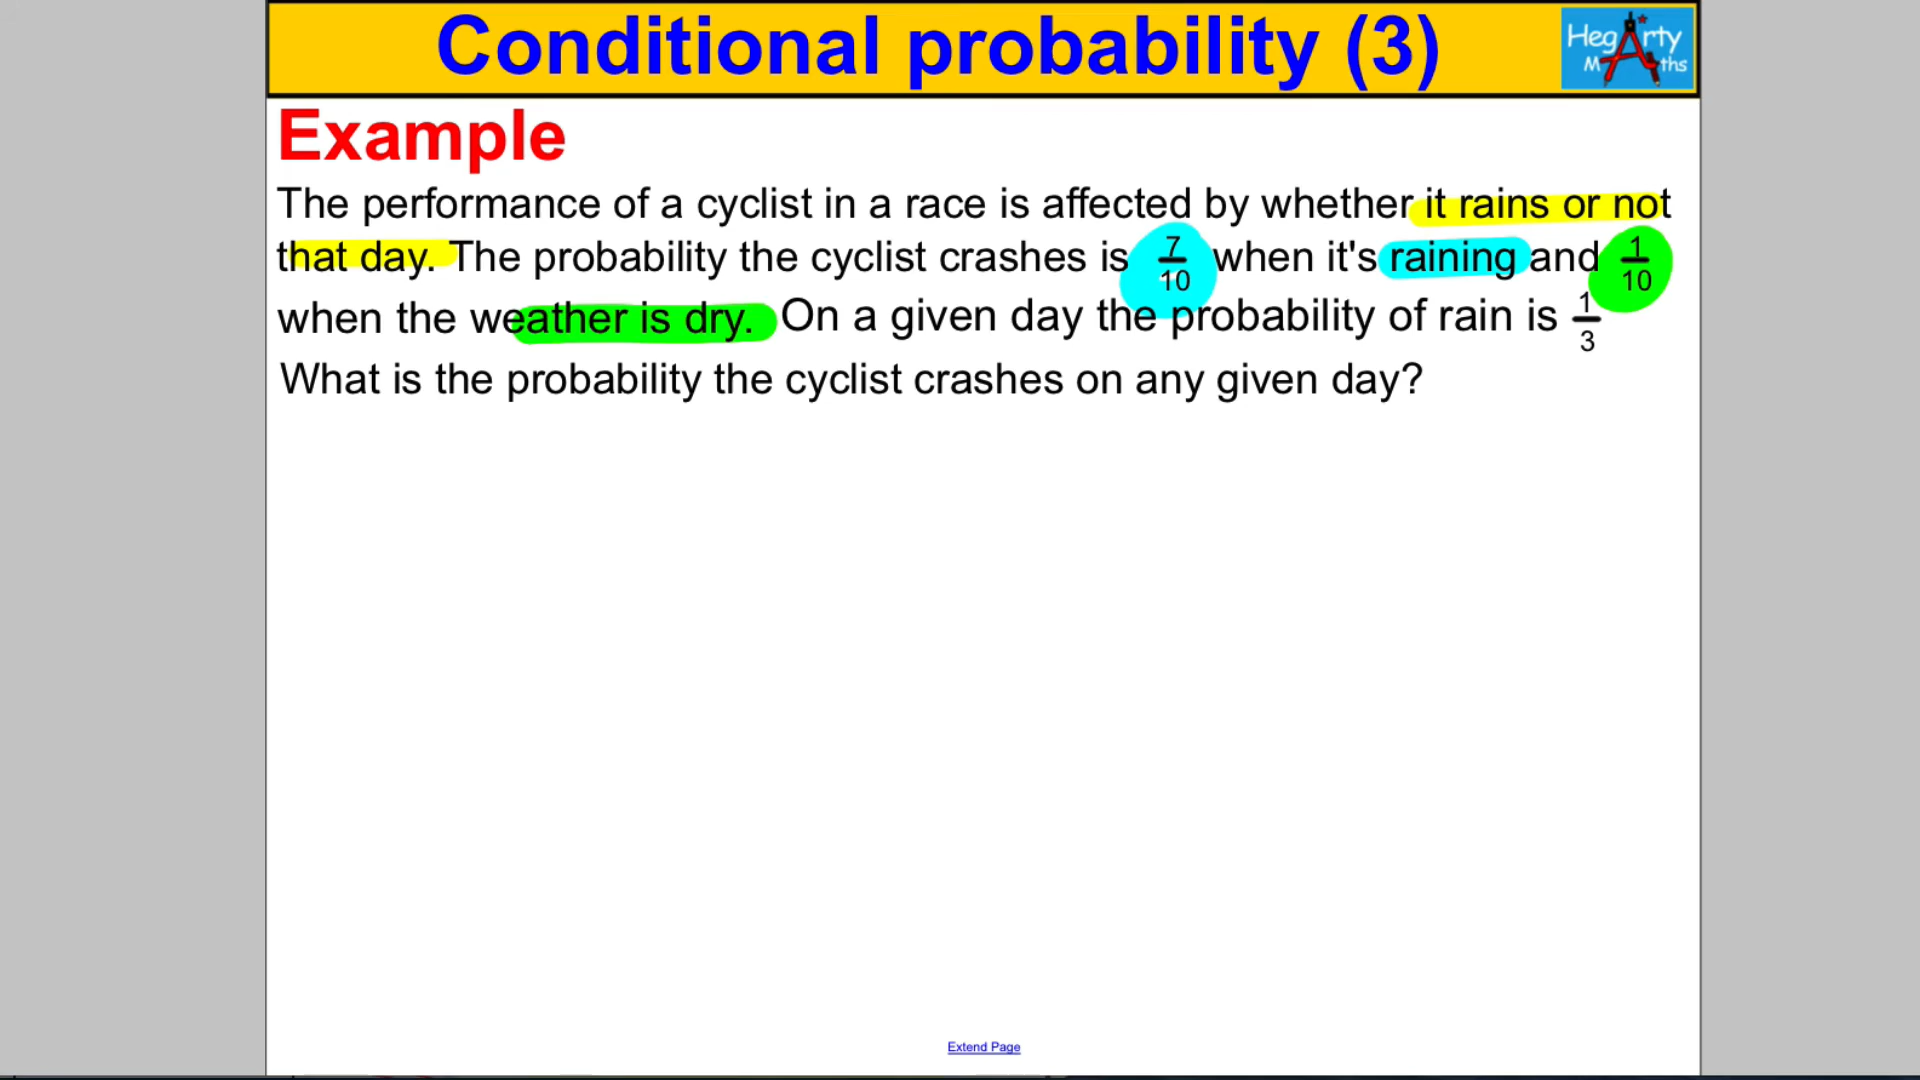 Conditional probability (3)
HegArty
Maths
Example
The performance of a cyclist in a race is affected by whether it rains or not
that day. The probability the cyclist crashes is 7/10 when it's raining and 1/10
when the weather is dry. On a given day the probability of rain is 1/3
What is the probability the cyclist crashes on any given day?
Extend Page